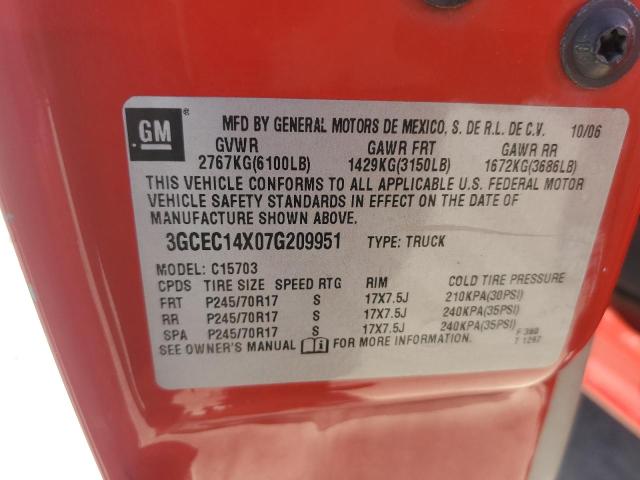 GM ®
MFD BY GENERAL MOTORS DE MEXICO, S. DE R.L. DE C.V. 10/06
GVWR GAWR FRT GAWR RR
2767KG(6100LB) 1429KG(3150LB) 1672KG(3686LB)
THIS VEHICLE CONFORMS TO ALL APPLICABLE U.S. FEDERAL MOTOR
VEHICLE SAFETY STANDARDS IN EFFECT ON THE DATE OF
MANUFACTURE SHOWN ABOVE.
3GCEC14X07G209951 TYPE: TRUCK
MODEL: C15703
CPDS TIRE SIZE SPEED RTG RIM COLD TIRE PRESSURE
FRT P245/70R17 S 17X7.5J 210KPA(30PSI)
RR P245/70R17 S 17X7.5J 240KPA(35PSI)
SPA P245/70R17 S 17X7.5J 240KPA(35PSI)
SEE OWNER'S MANUAL FOR MORE INFORMATION.
F 380
T 1297